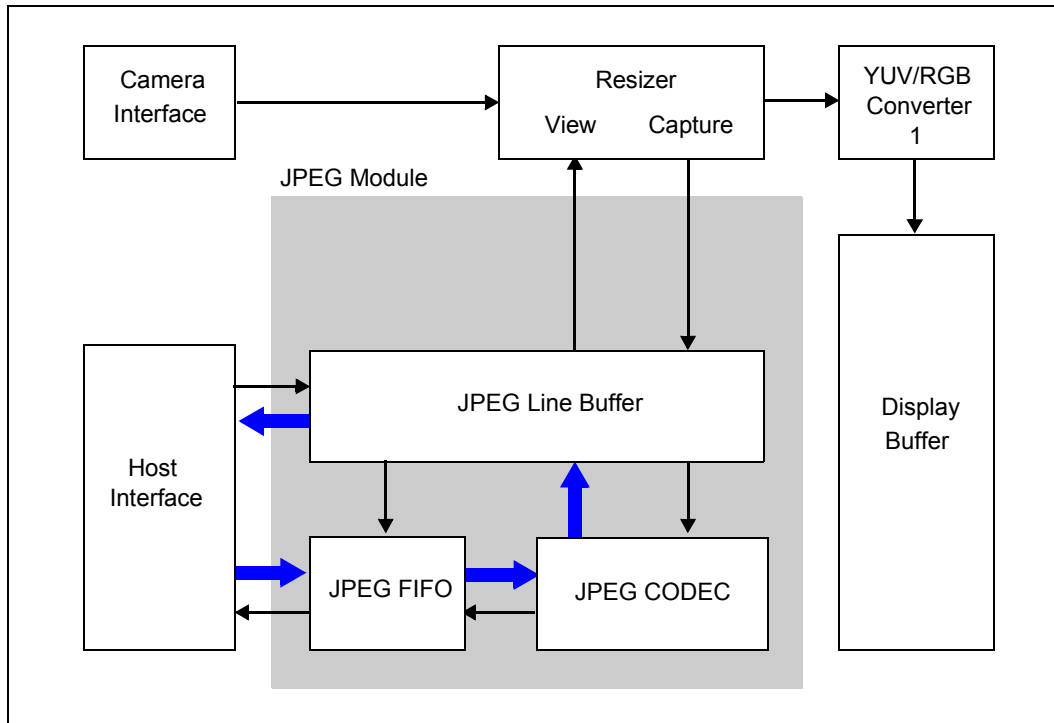 Camera
Interface
Resizer
View Capture
YUV/RGB
Converter
1
JPEG Module
JPEG Line Buffer
Host
Interface
Display
Buffer
JPEG FIFO
JPEG CODEC